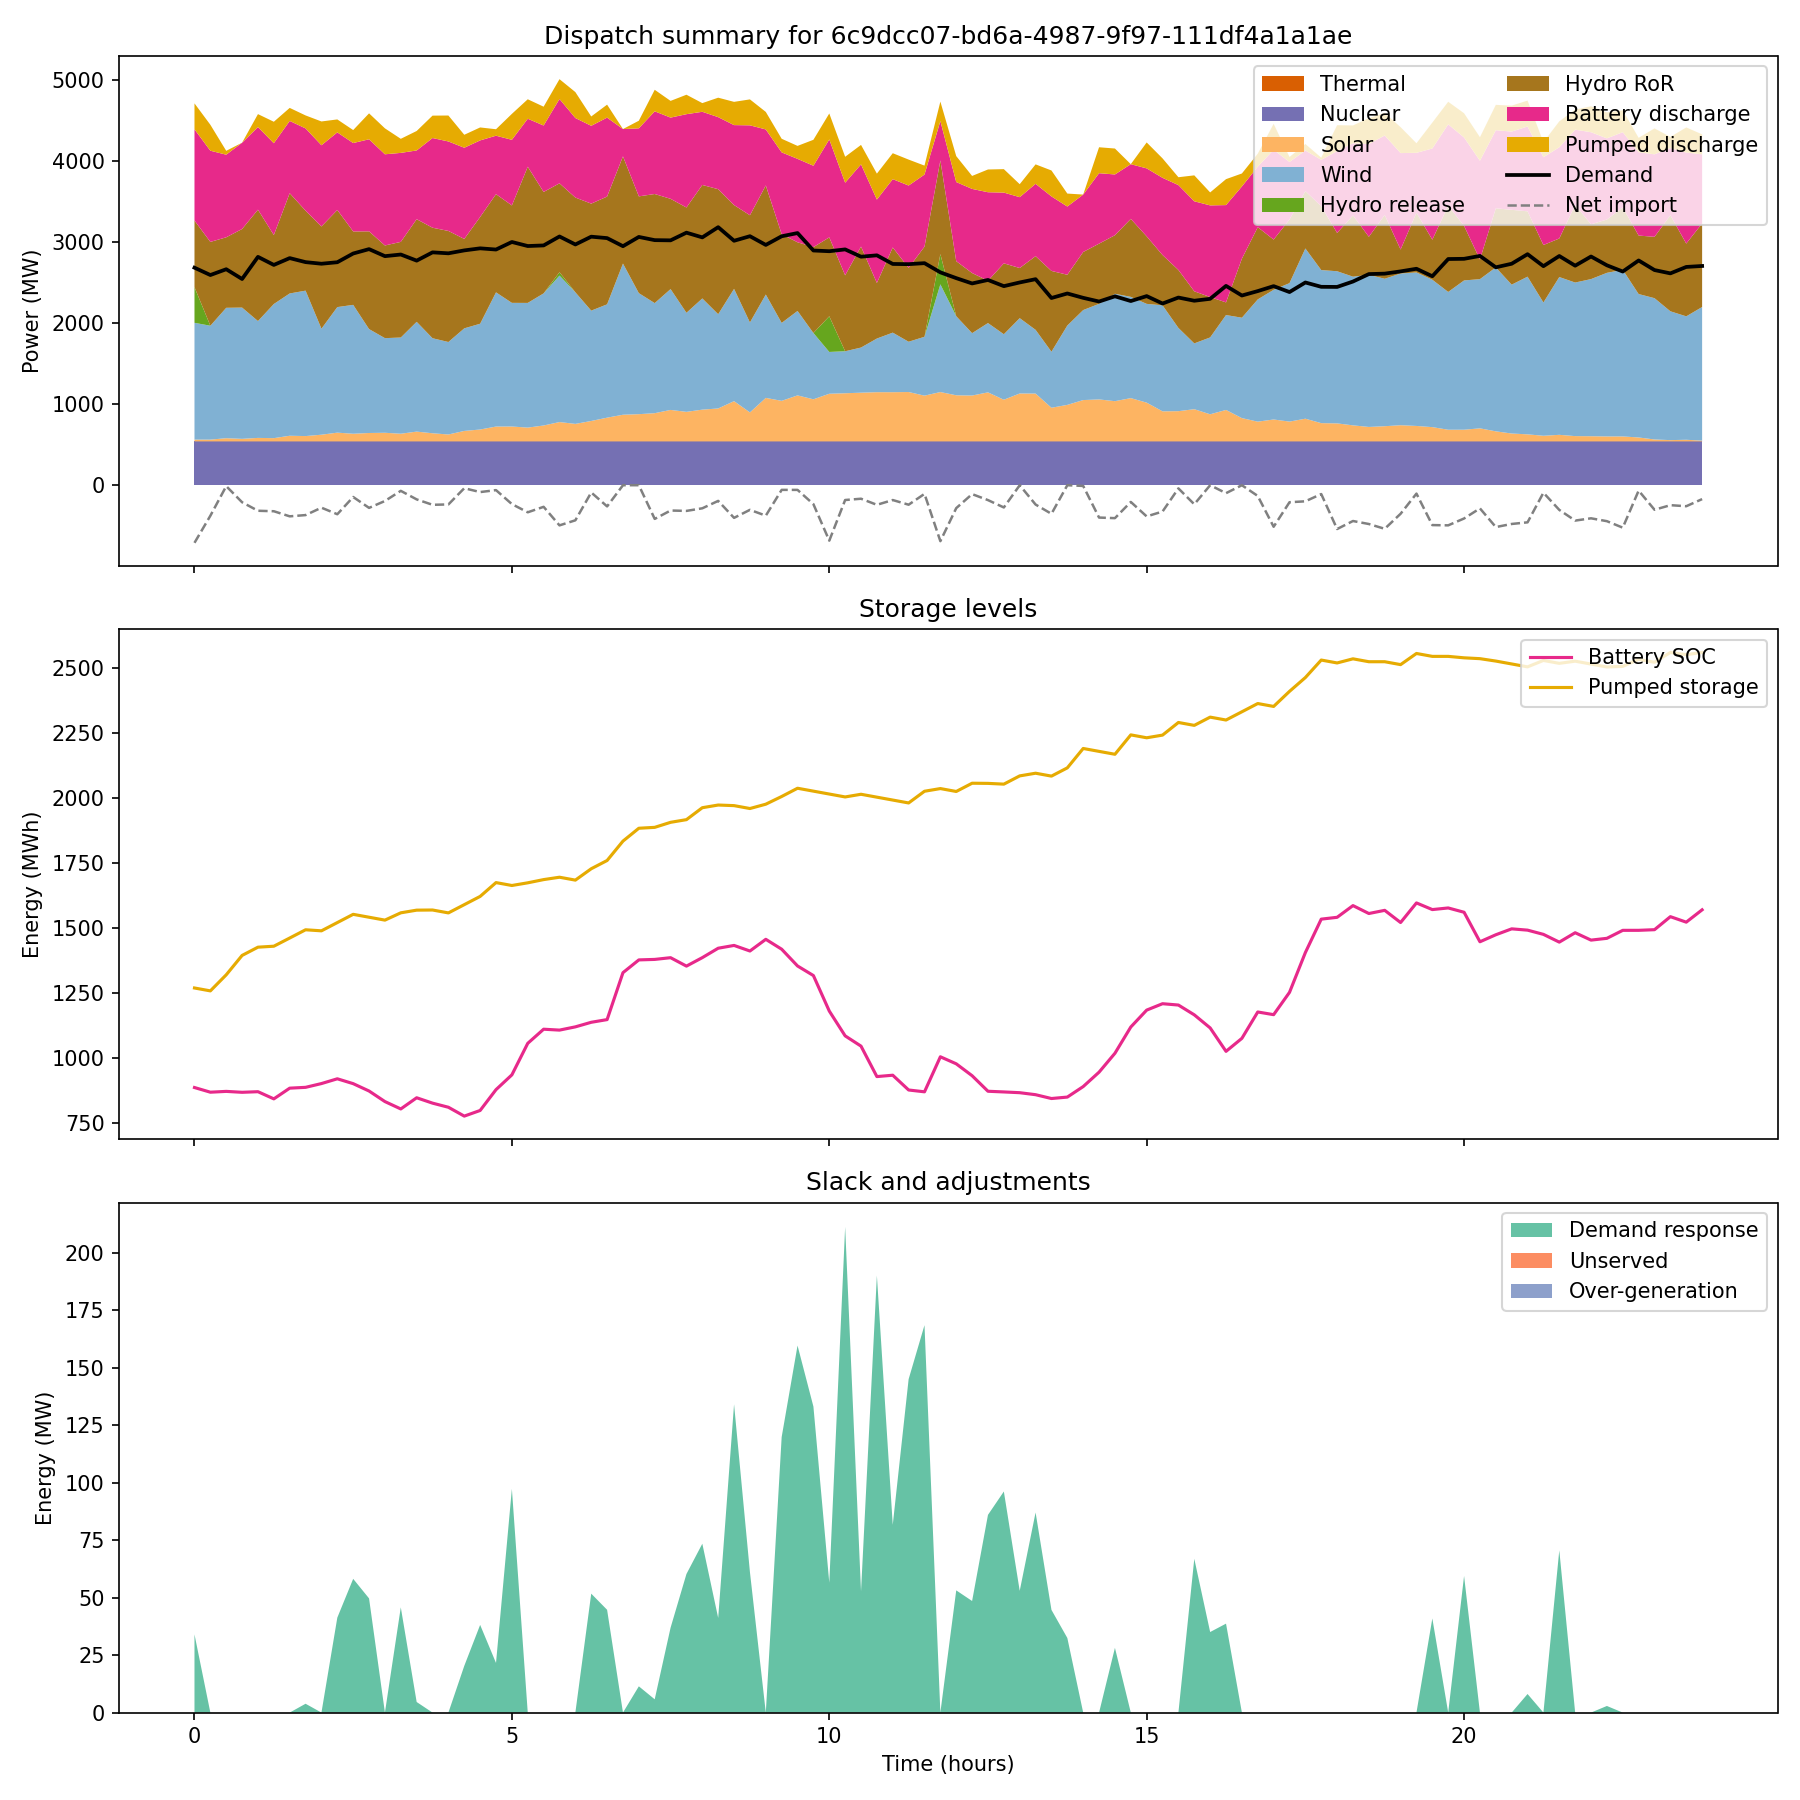 Dispatch summary for 6c9dcc07-bd6a-4987-9f97-111df4a1a1ae
Power (MW)
5000
4000
3000
2000
1000
0
Thermal
Nuclear
Solar
Wind
Hydro release
Hydro RoR
Battery discharge
Pumped discharge
Demand
Net import
Storage levels
Energy (MWh)
2500
2250
2000
1750
1500
1250
1000
750
Battery SOC
Pumped storage
Slack and adjustments
Energy (MW)
200
175
150
125
100
75
50
25
0
Demand response
Unserved
Over-generation
0 5 10 15 20
Time (hours)